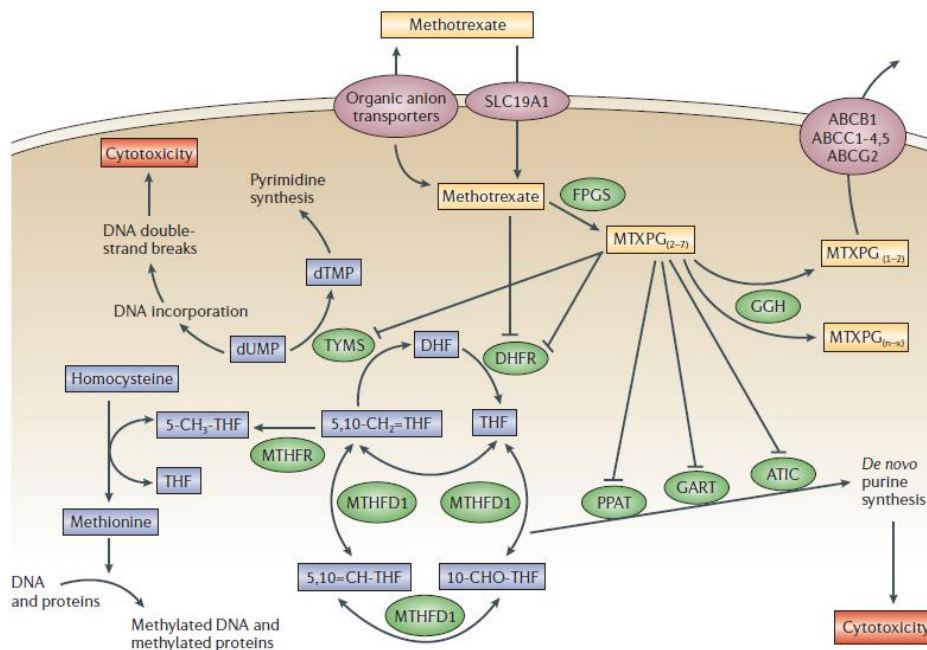 Methotrexate
Organic anion
transporters
SLC19A1
ABCB1
ABCC1-4,5
ABCG2
Cytotoxicity
Pyrimidine
synthesis
Methotrexate
FPGS
DNA double-
strand breaks
MTXPG(2–7)
MTXPG(1–2)
dTMP
GGH
DNA incorporation
dUMP
TYMS
DHF
DHFR
MTXPG(n–x)
Homocysteine
5-CH₃-THF
5,10-CH₂=THF
THF
MTHFR
THF
MTHFD1
MTHFD1
PPAT
GART
ATIC
De novo
purine
synthesis
Methionine
5,10=CH-THF
10-CHO-THF
DNA
and proteins
MTHFD1
Methylated DNA and
methylated proteins
Cytotoxicity